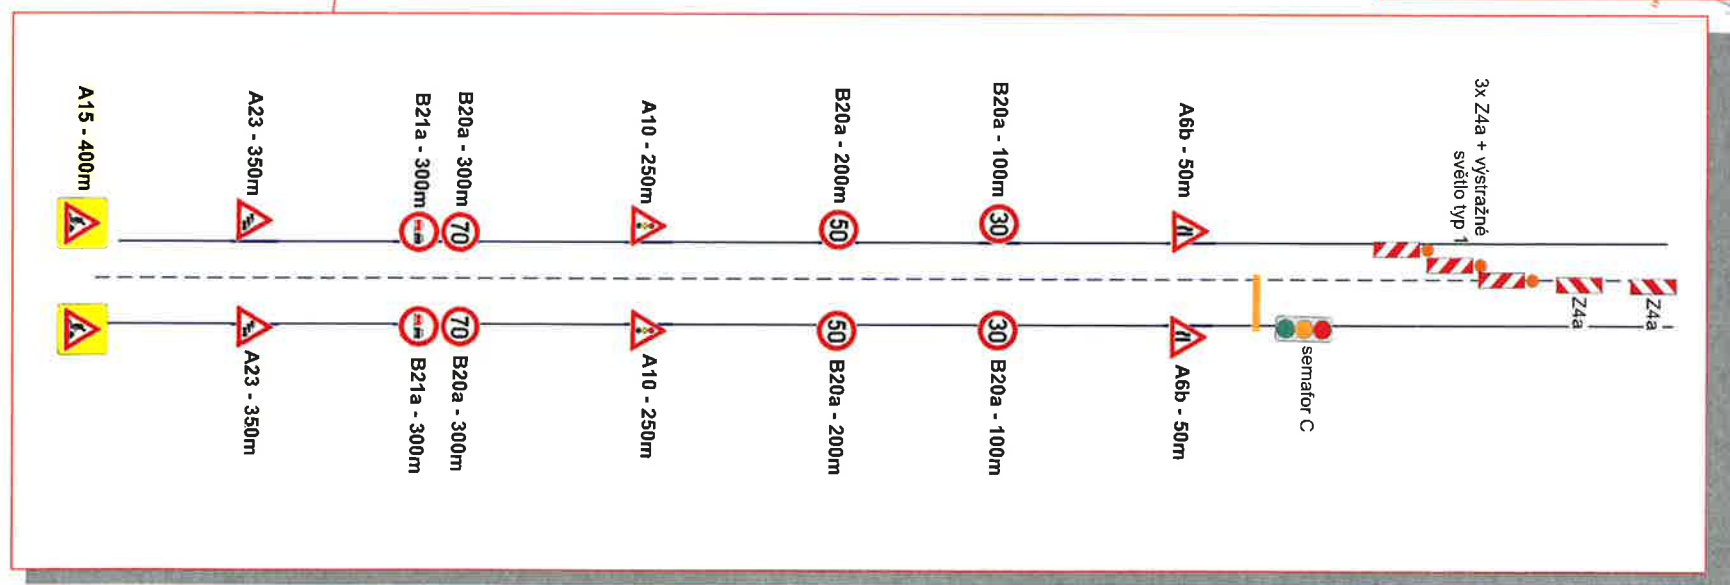 A15 - 400m
A23 - 350m
B21a - 300m
B20a - 300m
A10 - 250m
B20a - 200m
B20a - 100m
A6b - 50m
3x Z4a + výstražné
světlo typ 1
70
50
30
70
50
30
Z4a
Z4a
A23 - 350m
B21a - 300m
B20a - 300m
A10 - 250m
B20a - 200m
B20a - 100m
A6b - 50m
semafor C